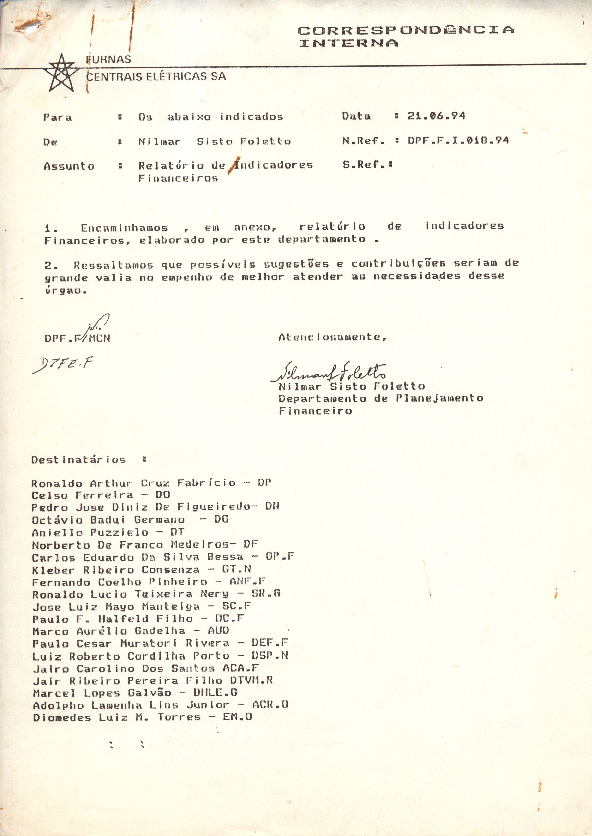 CORRESPONDÊNCIA
INTERNA
FURNAS
CENTRAIS ELÉTRICAS SA
Para : Os abaixo indicados Data : 21.06.94
De : Nilmar Sisto Foletto N.Ref. : DPF.F.I.018.94
Assunto : Relatório de Indicadores S.Ref.:
Financeiros
1. Encaminhamos , em anexo, relatório de indicadores
Financeiros, elaborado por este departamento .
2. Ressaltamos que possíveis sugestões e contribuições seriam de
grande valia no empenho de melhor atender as necessidades desse
órgao.
DPF.F/MCN Atenciosamente,
Nilmar Foletto
Nilmar Sisto Foletto
Departamento de Planejamento
Financeiro
Destinatários :
Ronaldo Arthur Cruz Fabrício - DP
Celso Ferreira - DO
Pedro Jose Diniz De Figueiredo- DN
Octávio Badui Germano - DG
Aniello Puzzielo - DT
Norberto De Franco Medeiros- DF
Carlos Eduardo Da Silva Bessa - OP.F
Kleber Ribeiro Consenza - GT.N
Fernando Coelho Pinheiro - ANF.F
Ronaldo Lucio Teixeira Nery - SR.G
Jose Luiz Mayo Manteiga - SC.F
Paulo F. Halfeld Filho - DC.F
Marco Aurélio Gadelha - AUD
Paulo Cesar Muratori Rivera - DEF.F
Luiz Roberto Cordilha Porto - DSP.N
Jairo Carolino Dos Santos ACA.F
Jair Ribeiro Pereira Filho DTVM.R
Marcel Lopes Galvão - DHLE.G
Adolpho Lamenha Lins Junior - ACR.O
Diomedes Luiz M. Torres - EM.O